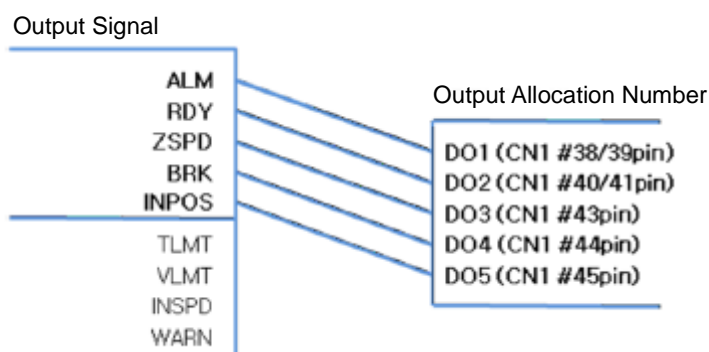 Output Signal
ALM
RDY
ZSPD
BRK
INPOS
TLMT
VLMT
INSPD
WARN
Output Allocation Number
DO1 (CN1 #38/39pin)
DO2 (CN1 #40/41pin)
DO3 (CN1 #43pin)
DO4 (CN1 #44pin)
DO5 (CN1 #45pin)